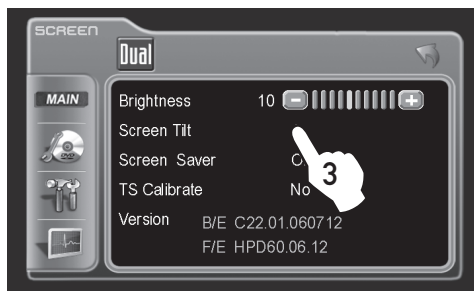 SCREEN
Dual
MAIN
Brightness 10
Screen Tilt
Screen Saver
DVD
3
TS Calibrate No
Version B/E C22.01.060712
F/E HPD60.06.12